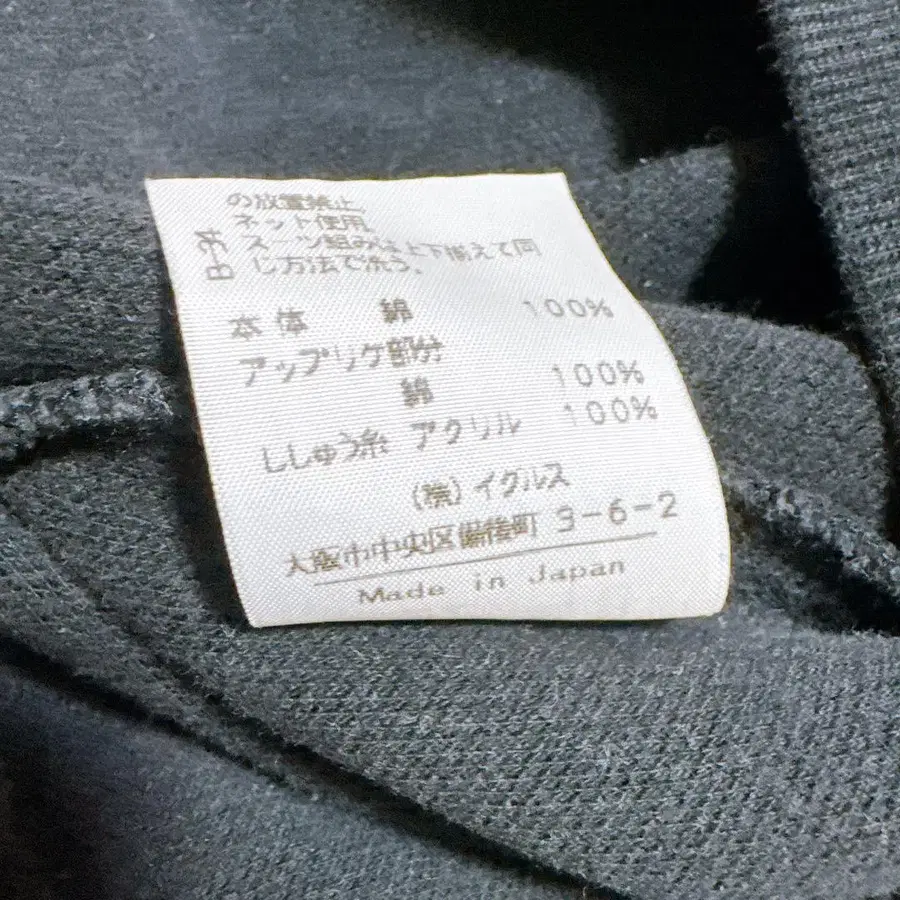 の放置禁止.
ネット使用.
スーツ組みは上下揃えて同
じ方法で洗う.
本体 綿 100%
アップリケ部分
綿 100%
ししゅう糸 アクリル 100%
(株)イグルス
大阪市中央区備後町 3-6-2
Made in Japan